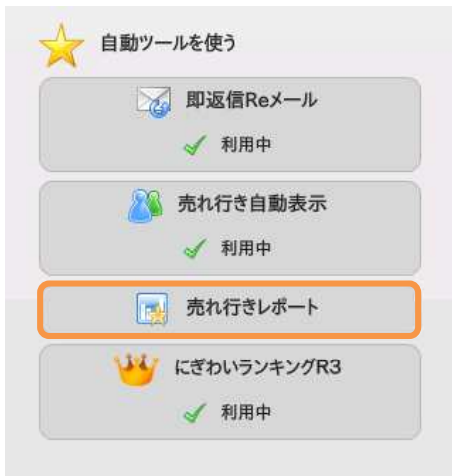 自動ツールを使う
即返信Reメール
利用中
売れ行き自動表示
利用中
売れ行きレポート
にぎわいランキングR3
利用中